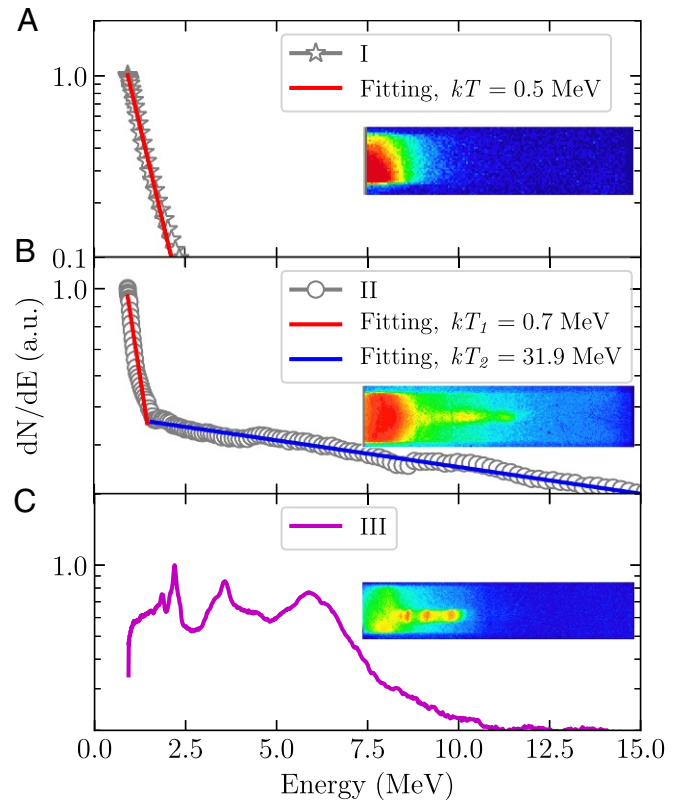 A
1.0
I
Fitting, kT = 0.5 MeV
0.1
B
1.0
II
Fitting, kT₁ = 0.7 MeV
Fitting, kT₂ = 31.9 MeV
dN/dE (a.u.)
C
1.0
III
0.0 2.5 5.0 7.5 10.0 12.5 15.0
Energy (MeV)